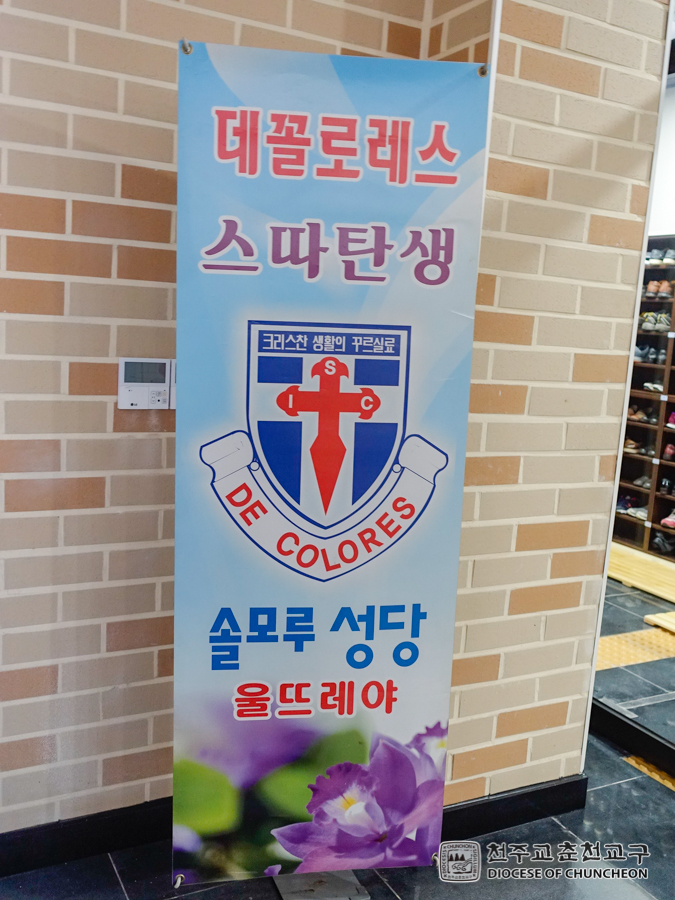 데꼴로레스
스따탄생
크리스찬 생활의 꾸르실료
S
I C
DE COLORES
솔모루 성당
울뜨레야
천주교춘천교구
DIOCESE OF CHUNCHEON